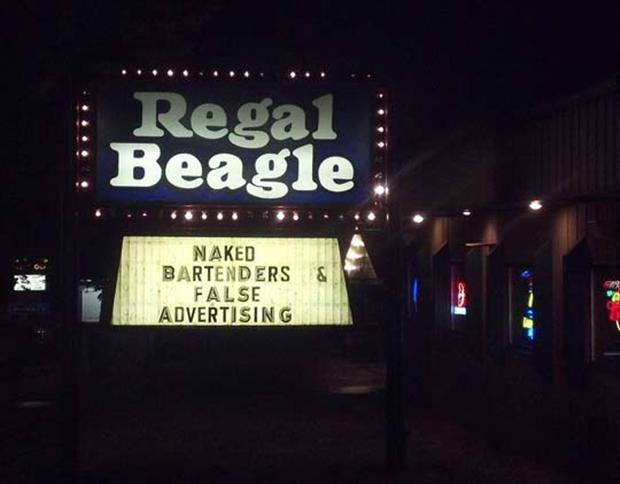 Regal
Beagle
NAKED
BARTENDERS &
FALSE
ADVERTISING